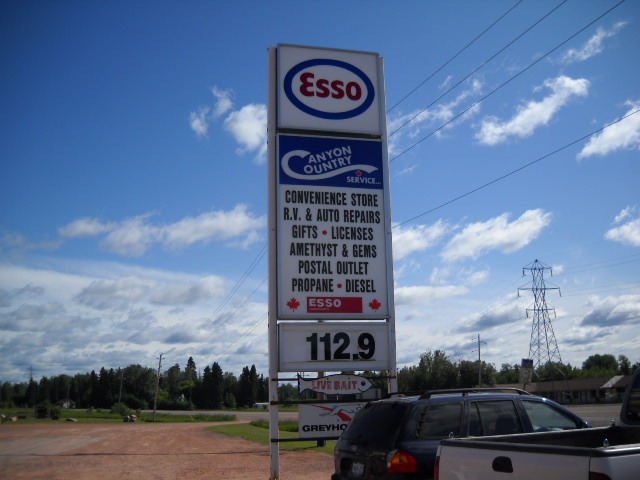 Esso
CANYON
COUNTRY
SERVICE
CONVENIENCE STORE
R.V. & AUTO REPAIRS
GIFTS • LICENSES
AMETHYST & GEMS
POSTAL OUTLET
PROPANE • DIESEL
ESSO
112.9
LIVE BAIT
GREYHO